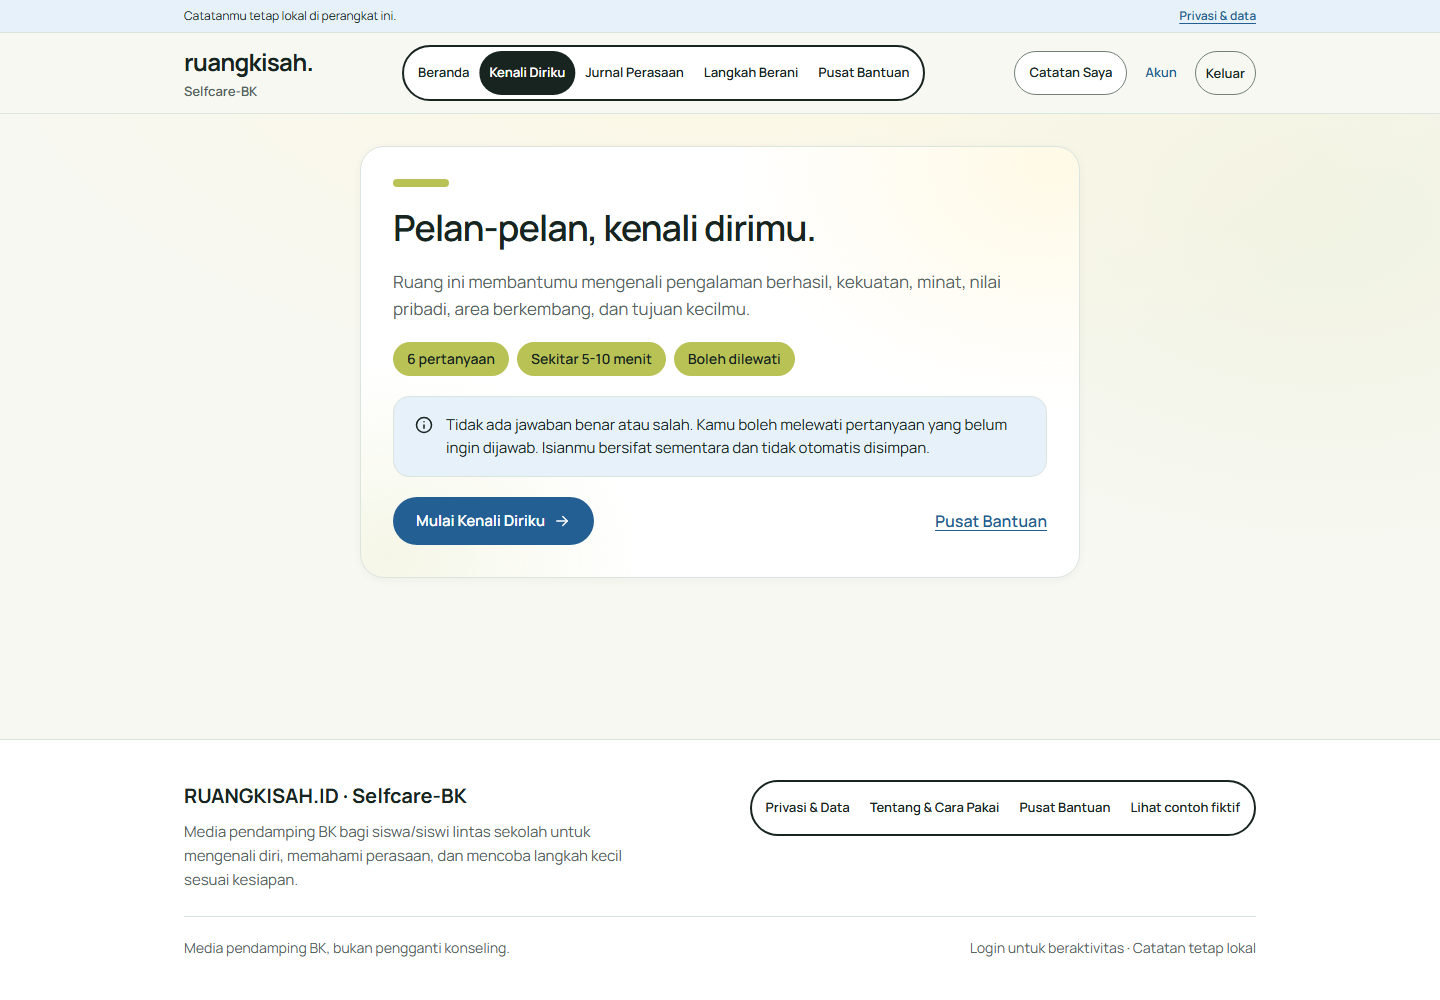 Catatanmu tetap lokal di perangkat ini.
Privasi & data
ruangkisah.
Selfcare-BK
Beranda
Kenali Diriku
Jurnal Perasaan
Langkah Berani
Pusat Bantuan
Catatan Saya
Akun
Keluar
Pelan-pelan, kenali dirimu.
Ruang ini membantumu mengenali pengalaman berhasil, kekuatan, minat, nilai
pribadi, area berkembang, dan tujuan kecilmu.
6 pertanyaan
Sekitar 5-10 menit
Boleh dilewati
Tidak ada jawaban benar atau salah. Kamu boleh melewati pertanyaan yang belum
ingin dijawab. Isianmu bersifat sementara dan tidak otomatis disimpan.
Mulai Kenali Diriku →
Pusat Bantuan
RUANGKISAH.ID · Selfcare-BK
Media pendamping BK bagi siswa/siswi lintas sekolah untuk
mengenali diri, memahami perasaan, dan mencoba langkah kecil
sesuai kesiapan.
Privasi & Data
Tentang & Cara Pakai
Pusat Bantuan
Lihat contoh fiktif
Media pendamping BK, bukan pengganti konseling.
Login untuk beraktivitas · Catatan tetap lokal